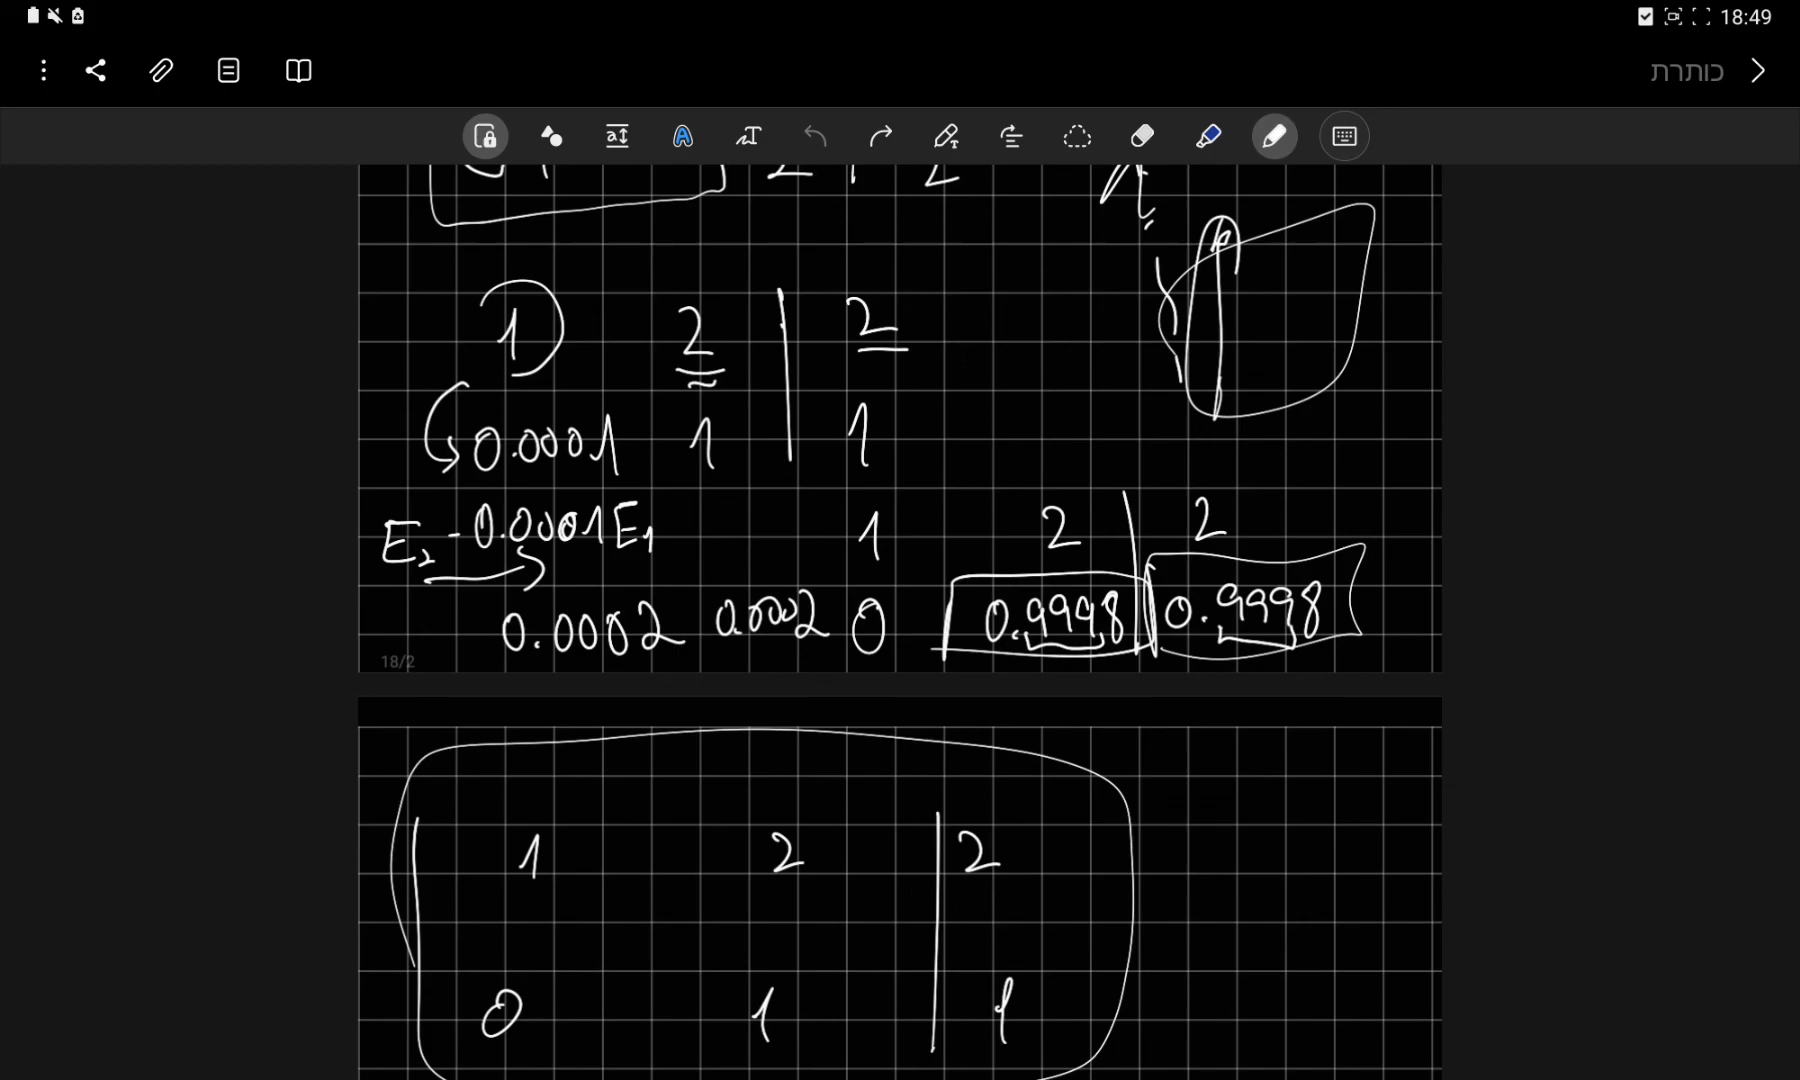 18:49
כותרת
1 2 | 2
0.0001 1 | 1
E₂ - 0.0001E₁ 1 2 | 2
0.0002 0.0002 0 0.9998 | 0.9998
18/2
1 2 | 2
0 1 | 1